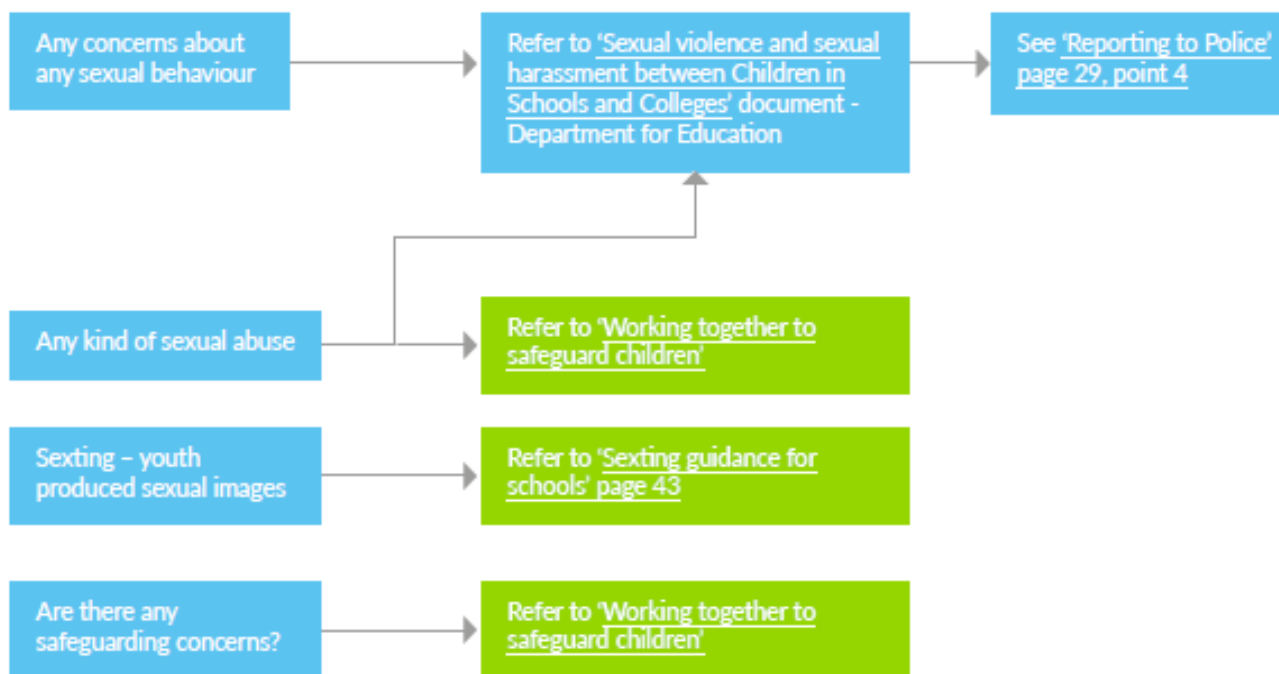 Any concerns about
any sexual behaviour
Refer to ‘Sexual violence and sexual
harassment between Children in
Schools and Colleges’ document -
Department for Education
See ‘Reporting to Police’
page 29, point 4
Any kind of sexual abuse
Refer to ‘Working together to
safeguard children’
Sexting – youth
produced sexual images
Refer to ‘Sexting guidance for
schools’ page 43
Are there any
safeguarding concerns?
Refer to ‘Working together to
safeguard children’